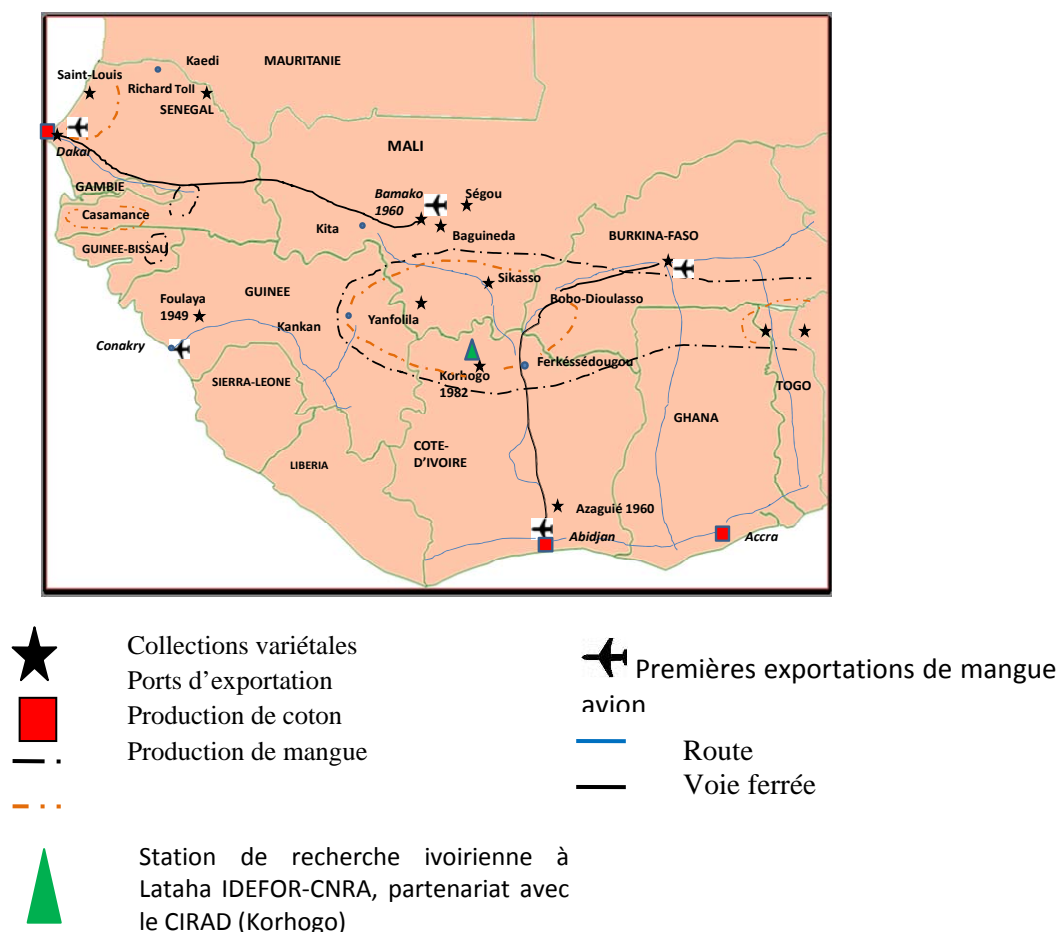 Kaedi
MAURITANIE
Saint-Louis
Richard Toll
SENEGAL
Dakar
MALI
GAMBIE
Bamako
1960
Ségou
Casamance
Kita
Baguineda
BURKINA-FASO
GUINEE-BISSAU
Sikasso
GUINEE
Foulaya
1949
Bobo-Dioulasso
Kankan
Yanfolila
Conakry
Ferkéssédougou
Korhogo
1982
SIERRA-LEONE
TOGO
GHANA
COTE-
D'IVOIRE
LIBERIA
Azaguié 1960
Abidjan
Accra
Collections variétales
Ports d’exportation
Production de coton
Production de mangue
Premières exportations de mangue
avion
Route
Voie ferrée
Station de recherche ivoirienne à
Lataha IDEFOR-CNRA, partenariat avec
le CIRAD (Korhogo)